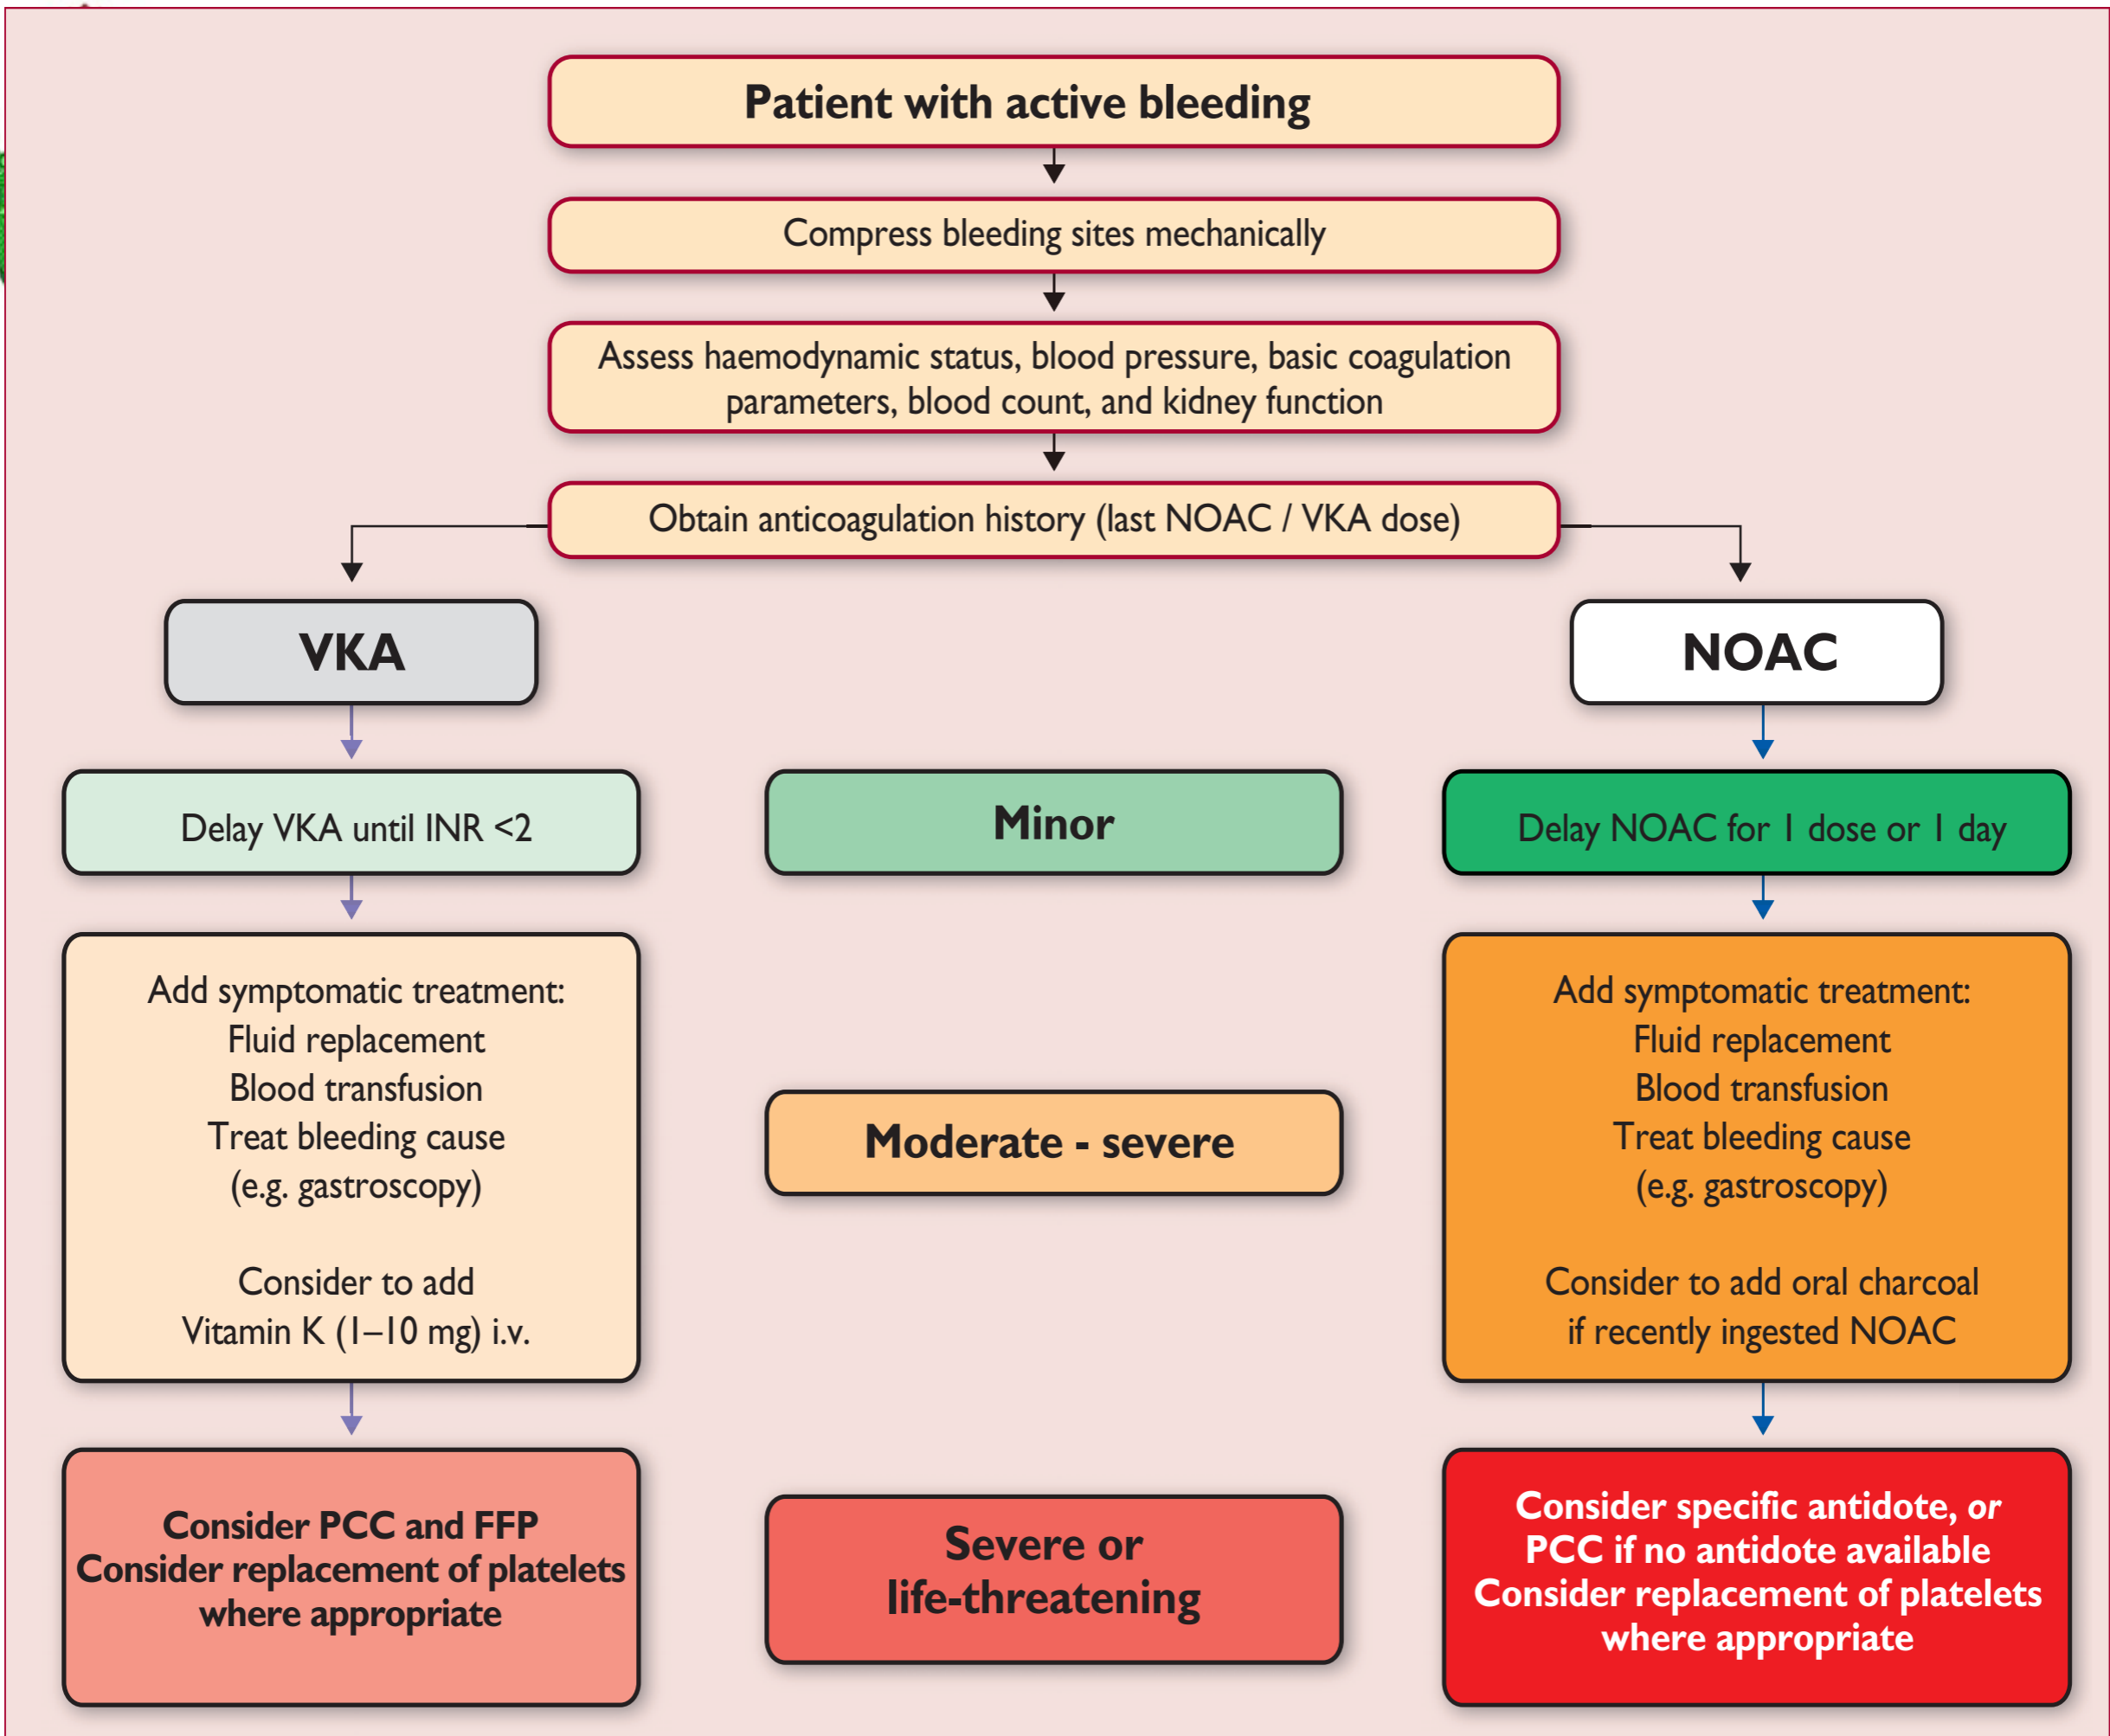 Patient with active bleeding
Compress bleeding sites mechanically
Assess haemodynamic status, blood pressure, basic coagulation
parameters, blood count, and kidney function
Obtain anticoagulation history (last NOAC / VKA dose)
VKA
NOAC
Delay VKA until INR <2
Minor
Delay NOAC for 1 dose or 1 day
Add symptomatic treatment:
Fluid replacement
Blood transfusion
Treat bleeding cause
(e.g. gastroscopy)
Consider to add
Vitamin K (1–10 mg) i.v.
Moderate - severe
Add symptomatic treatment:
Fluid replacement
Blood transfusion
Treat bleeding cause
(e.g. gastroscopy)
Consider to add oral charcoal
if recently ingested NOAC
Consider PCC and FFP
Consider replacement of platelets
where appropriate
Severe or
life-threatening
Consider specific antidote, or
PCC if no antidote available
Consider replacement of platelets
where appropriate